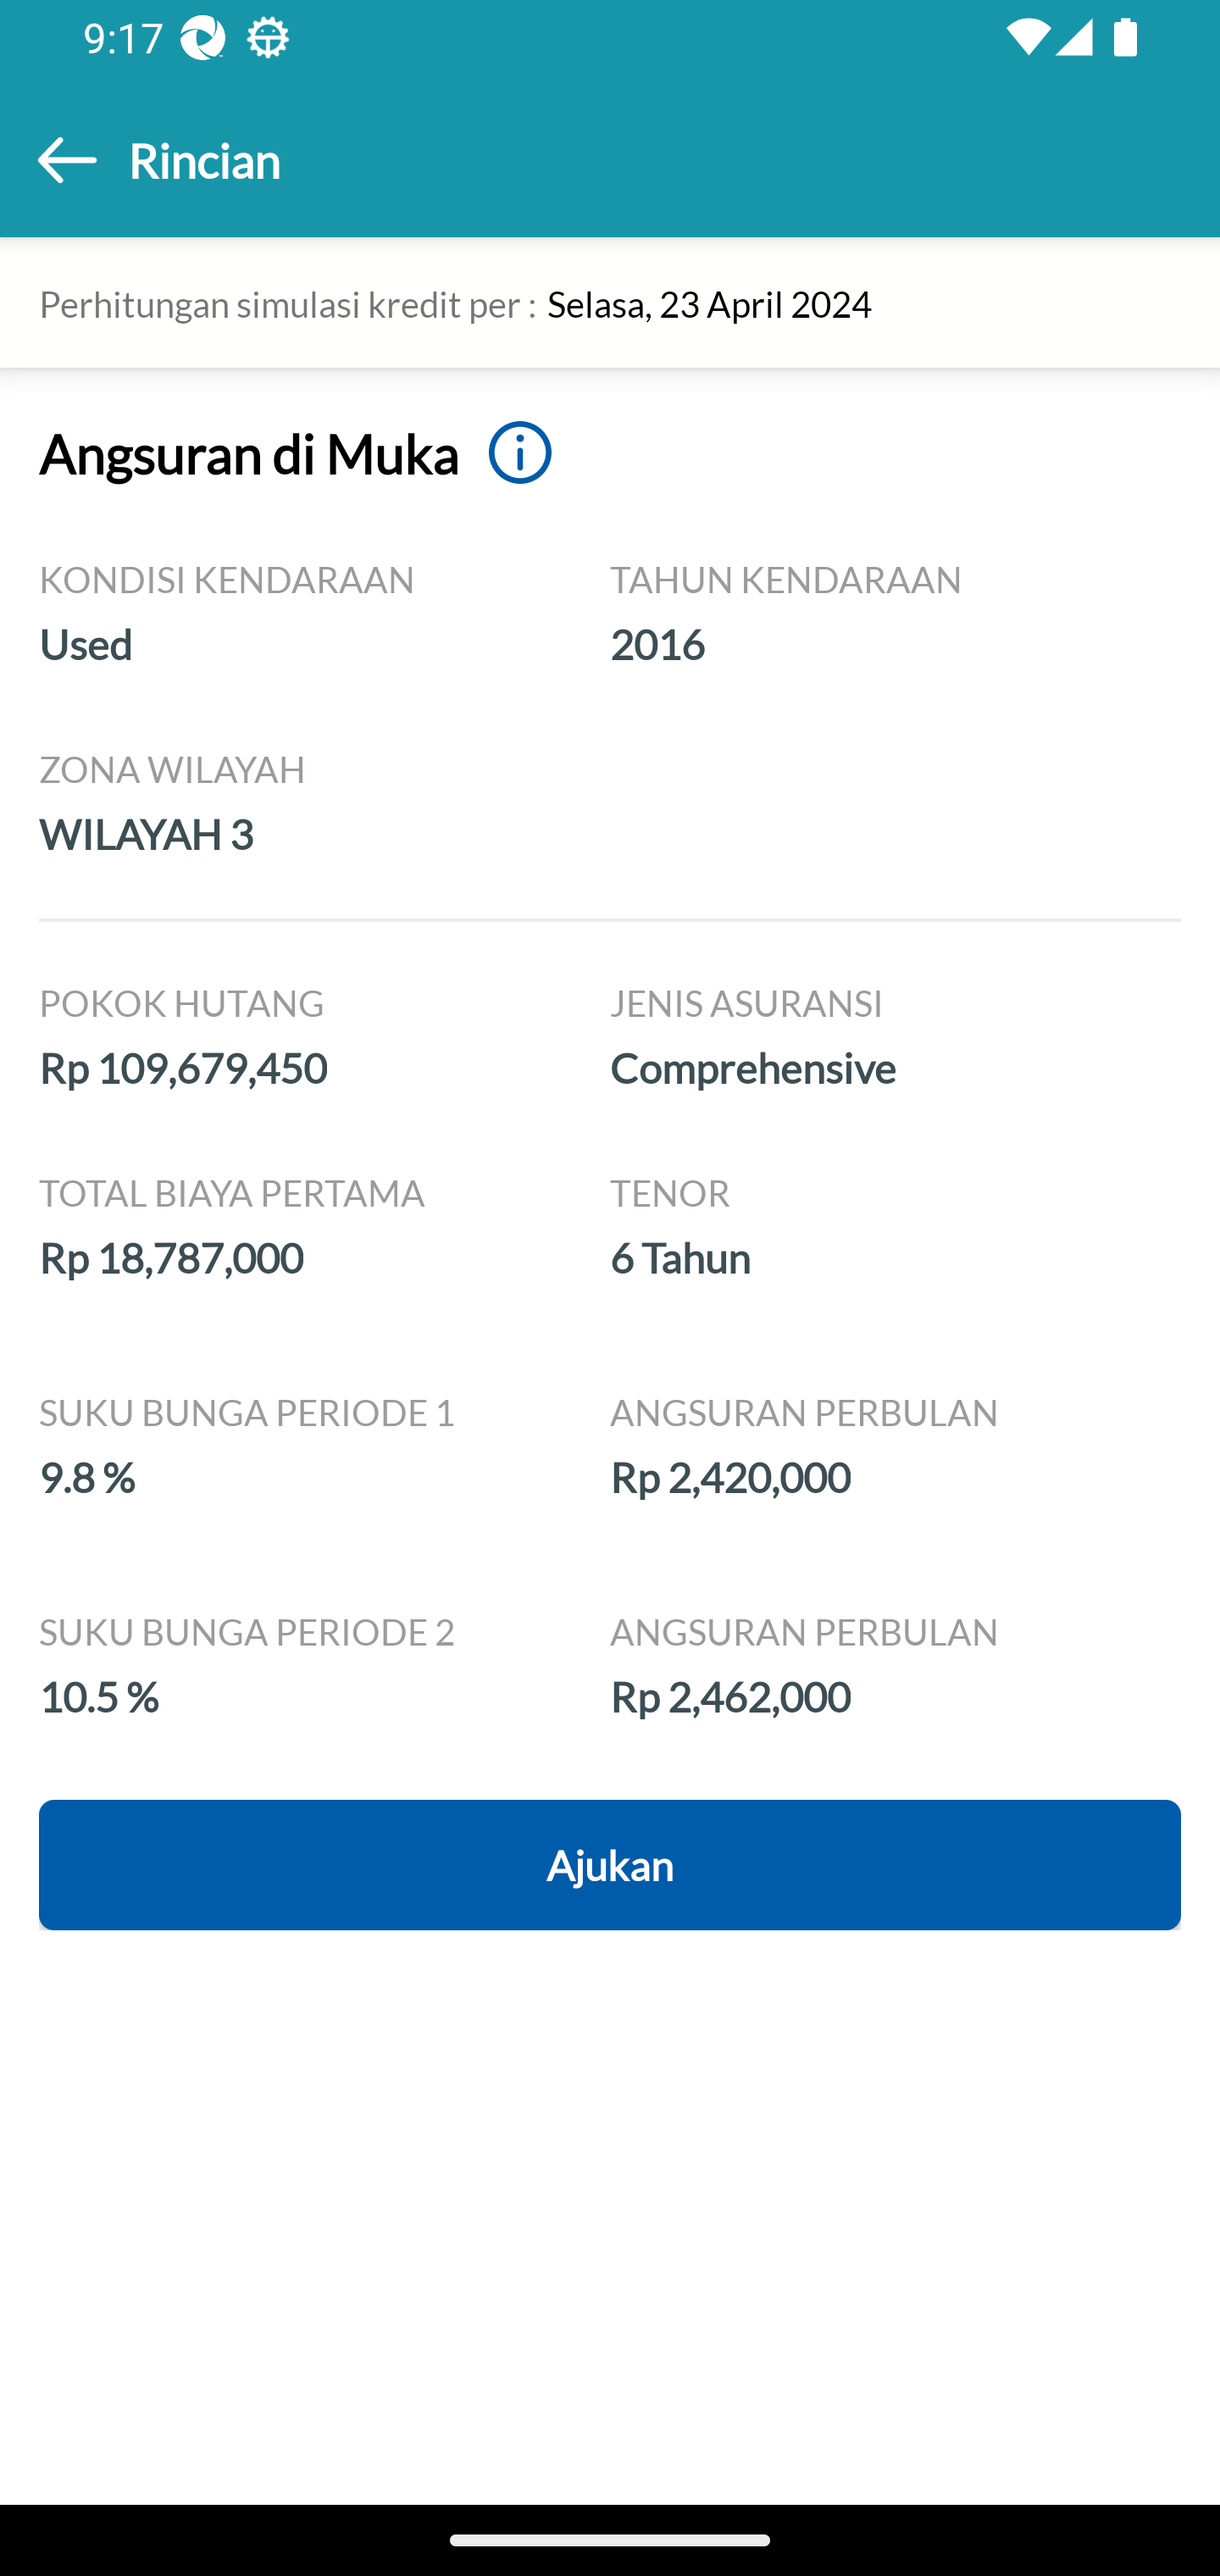 9:17
Rincian
Perhitungan simulasi kredit per : Selasa, 23 April 2024
Angsuran di Muka
KONDISI KENDARAAN
Used
TAHUN KENDARAAN
2016
ZONA WILAYAH
WILAYAH 3
POKOK HUTANG
Rp 109,679,450
JENIS ASURANSI
Comprehensive
TOTAL BIAYA PERTAMA
Rp 18,787,000
TENOR
6 Tahun
SUKU BUNGA PERIODE 1
9.8 %
ANGSURAN PERBULAN
Rp 2,420,000
SUKU BUNGA PERIODE 2
10.5 %
ANGSURAN PERBULAN
Rp 2,462,000
Ajukan